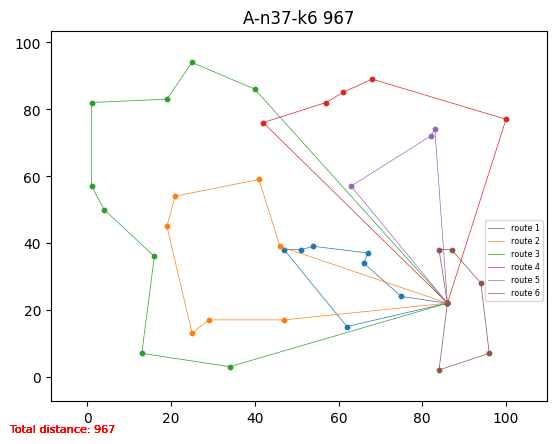 A-n37-k6 967
100
80
60
40
20
0
0 20 40 60 80 100
route 1
route 2
route 3
route 4
route 5
route 6
Total distance: 967